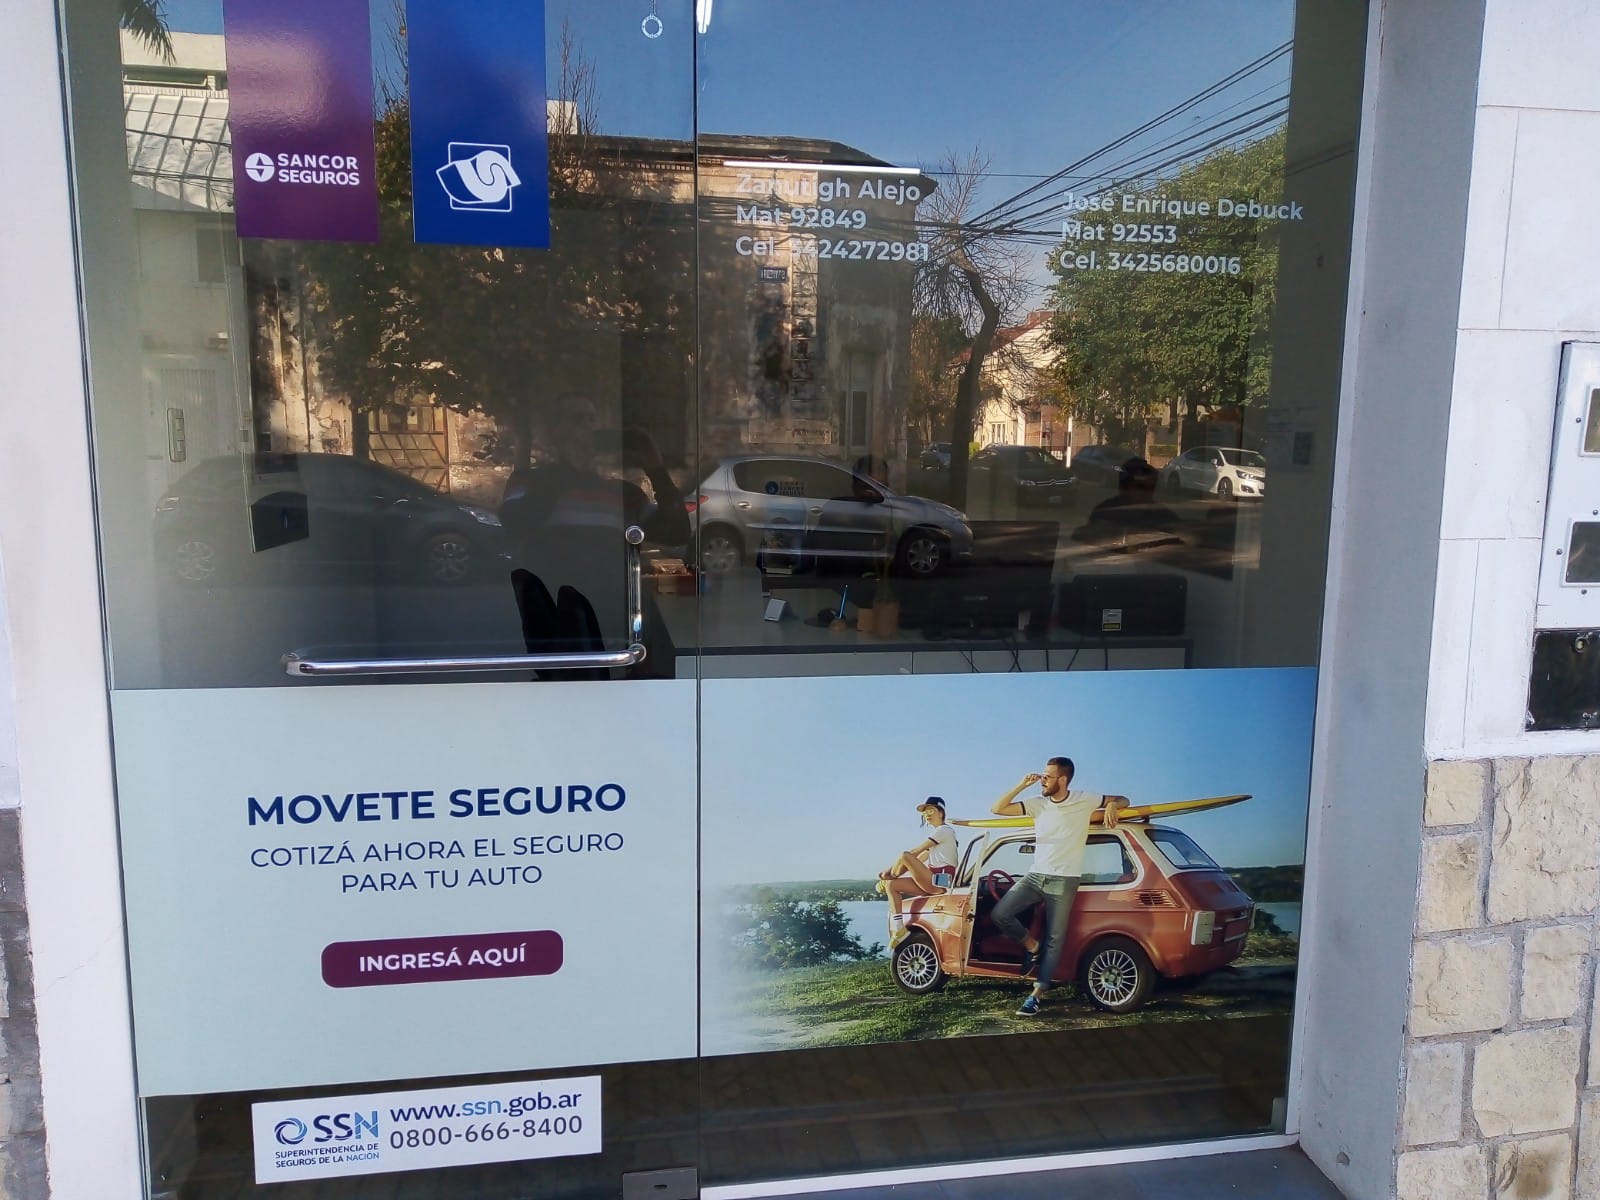 SANCOR
SEGUROS
Zanutigh Alejo
Mat 92849
Cel. 3424272981
José Enrique Debuck
Mat 92553
Cel. 3425680016
MOVETE SEGURO
COTIZÁ AHORA EL SEGURO
PARA TU AUTO
INGRESÁ AQUÍ
SSN
SUPERINTENDENCIA DE
SEGUROS DE LA NACIÓN
www.ssn.gob.ar
0800-666-8400